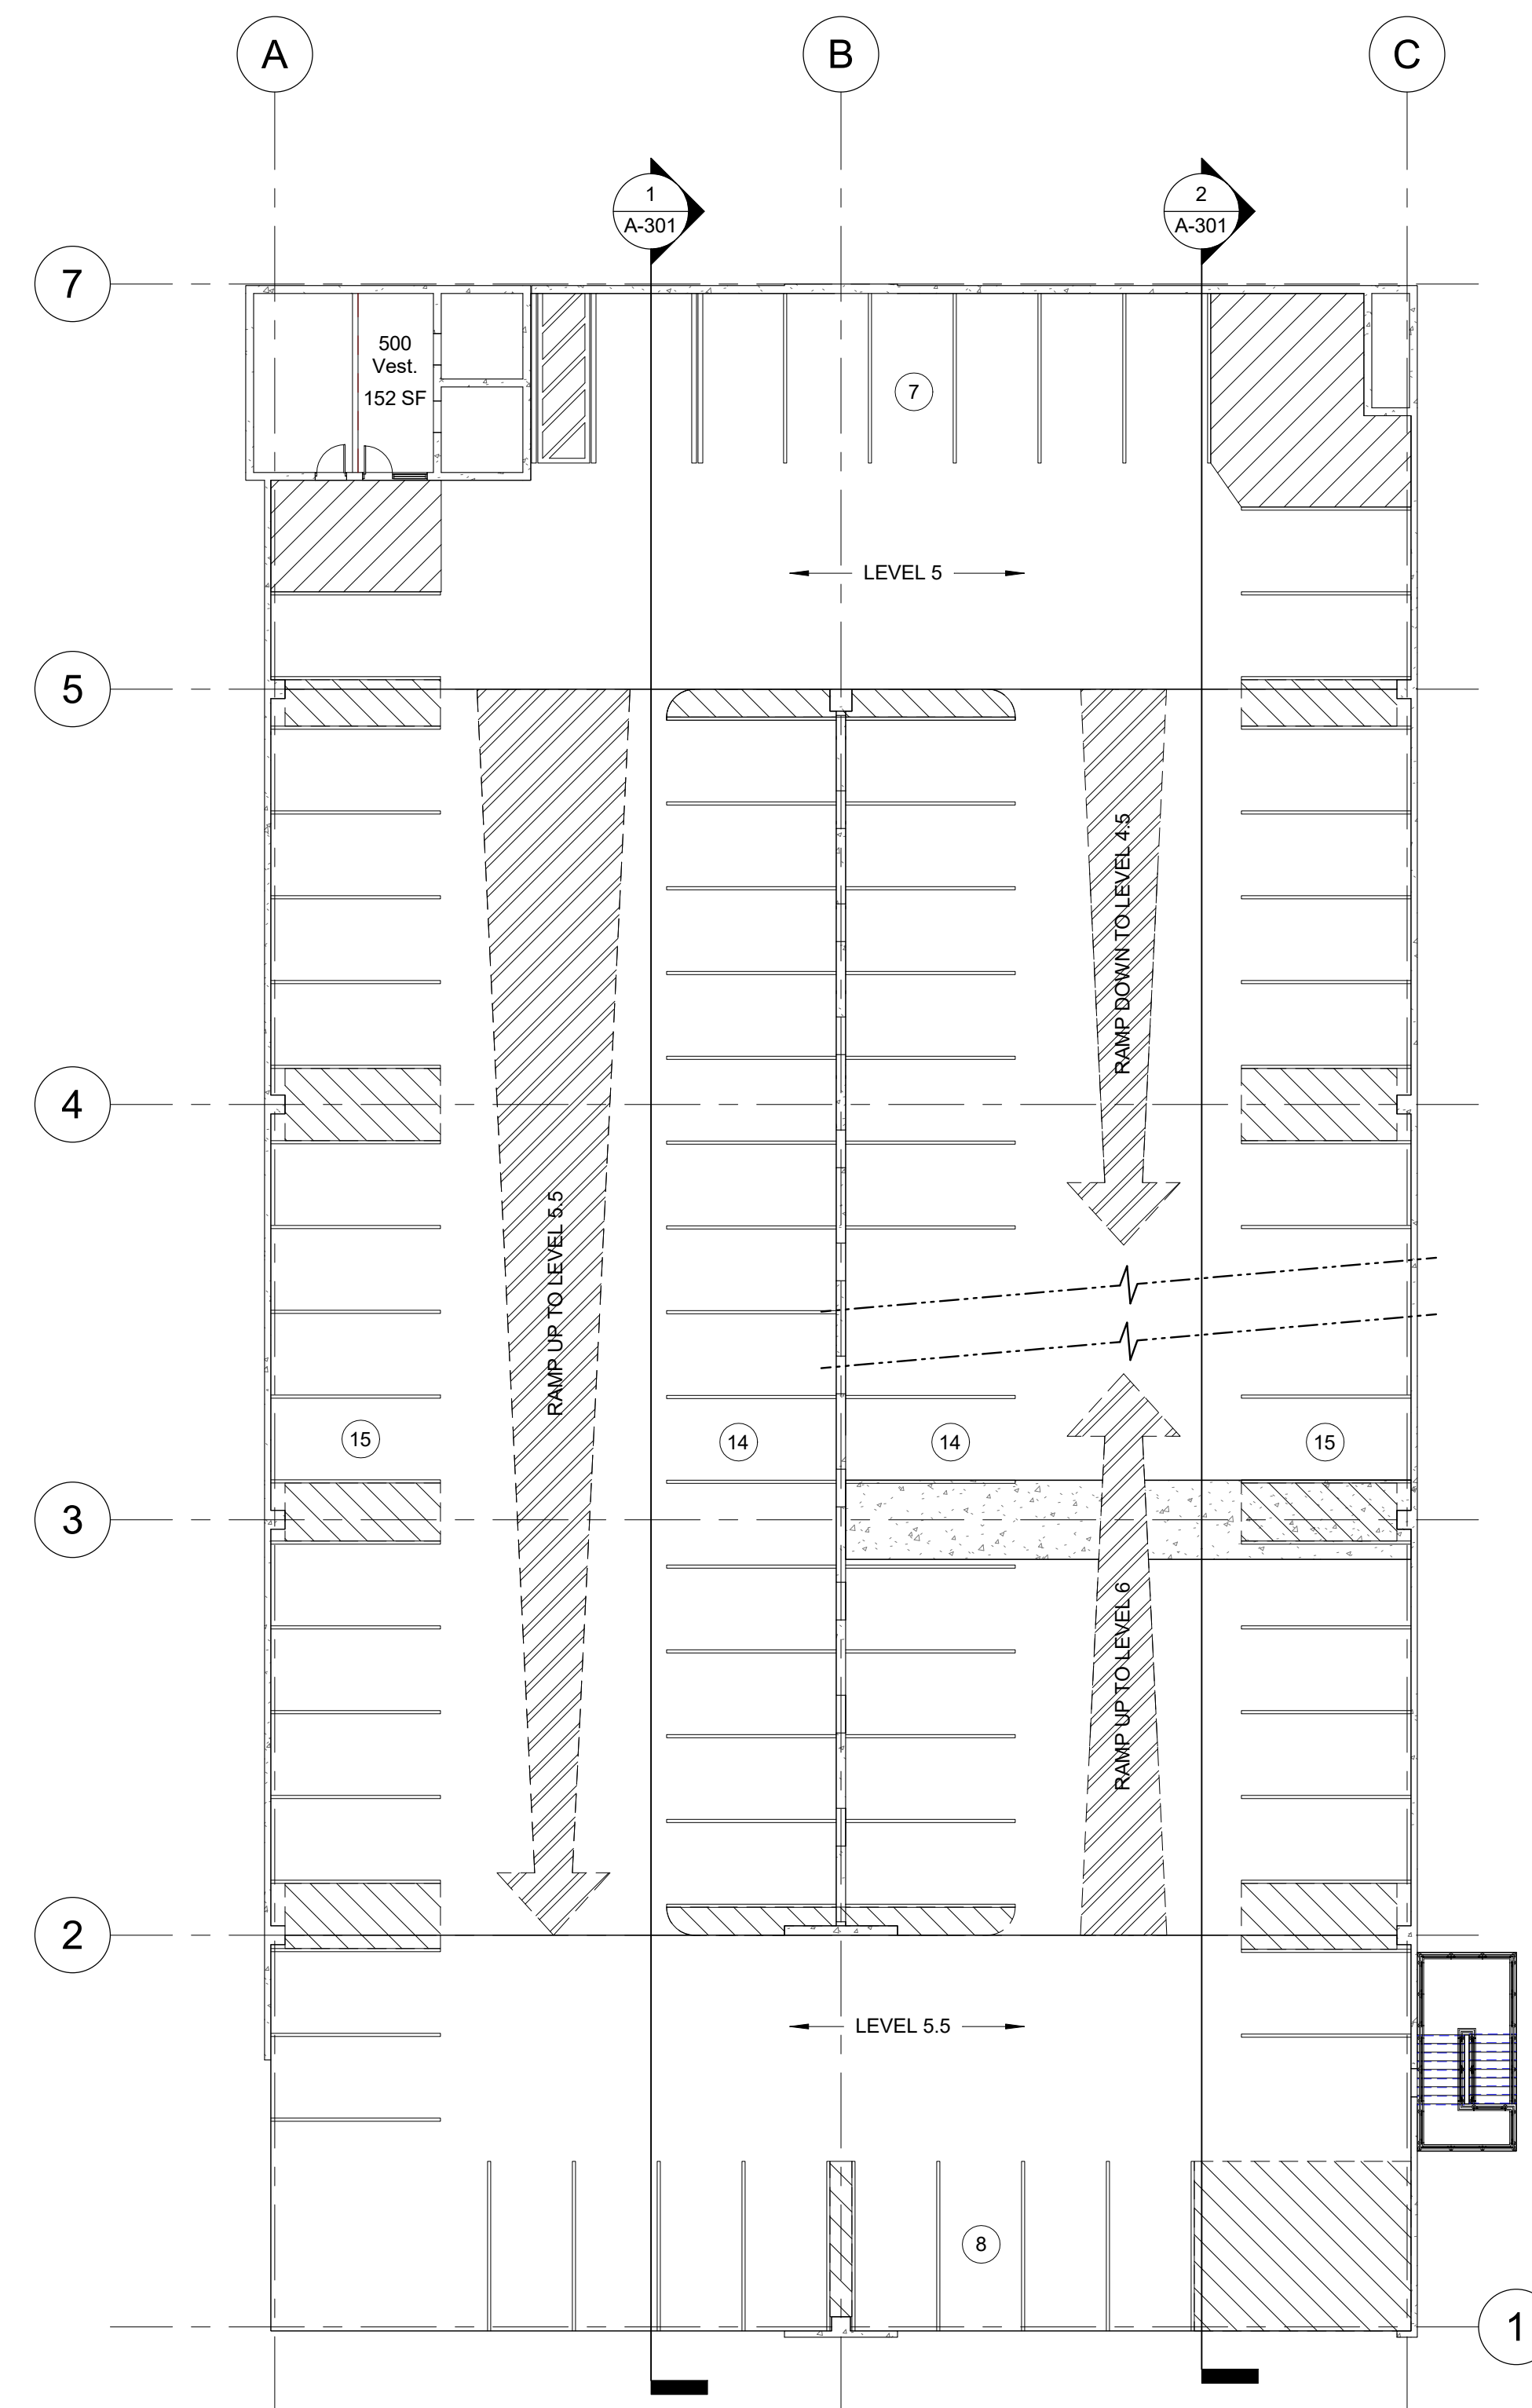 A
B
C
1
A-301
2
A-301
7
500
Vest.
152 SF
7
LEVEL 5
5
RAMP DOWN TO LEVEL 4.5
4
RAMP UP TO LEVEL 5.5
15
14
14
15
3
RAMP UP TO LEVEL 6
2
LEVEL 5.5
8
1